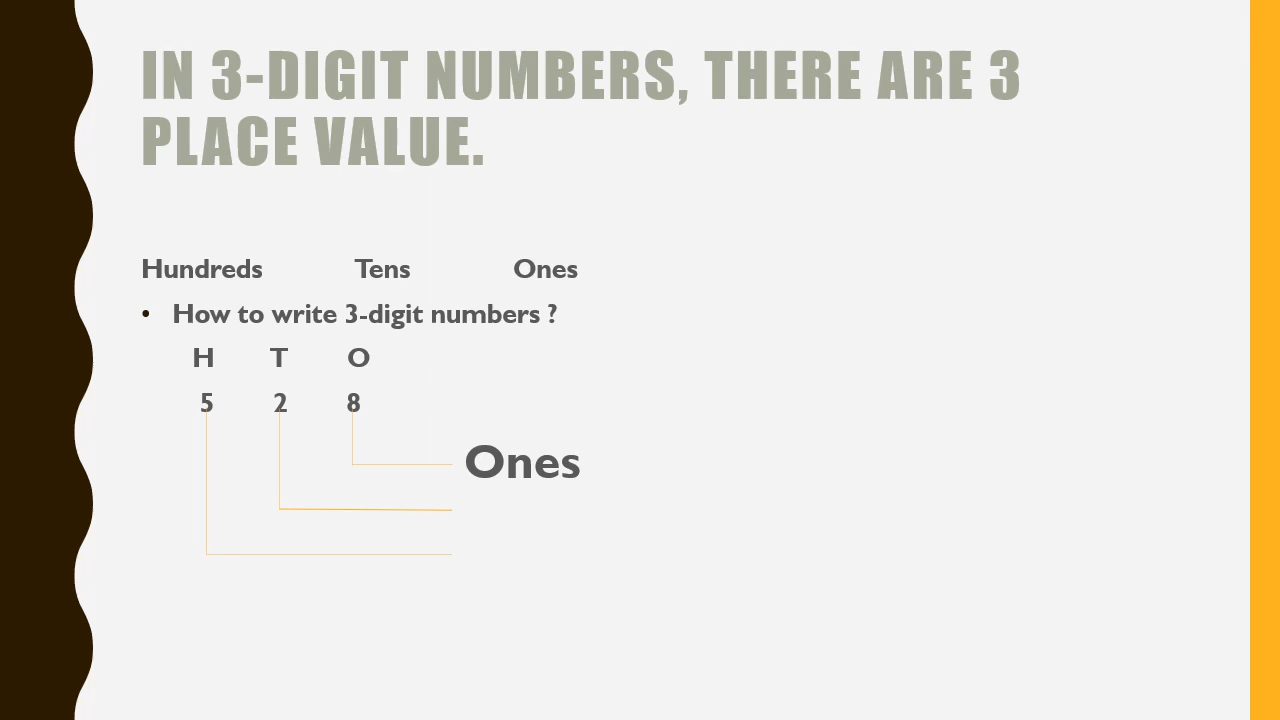 IN 3-DIGIT NUMBERS, THERE ARE 3
PLACE VALUE.
Hundreds Tens Ones
• How to write 3-digit numbers ?
H T O
5 2 8
Ones